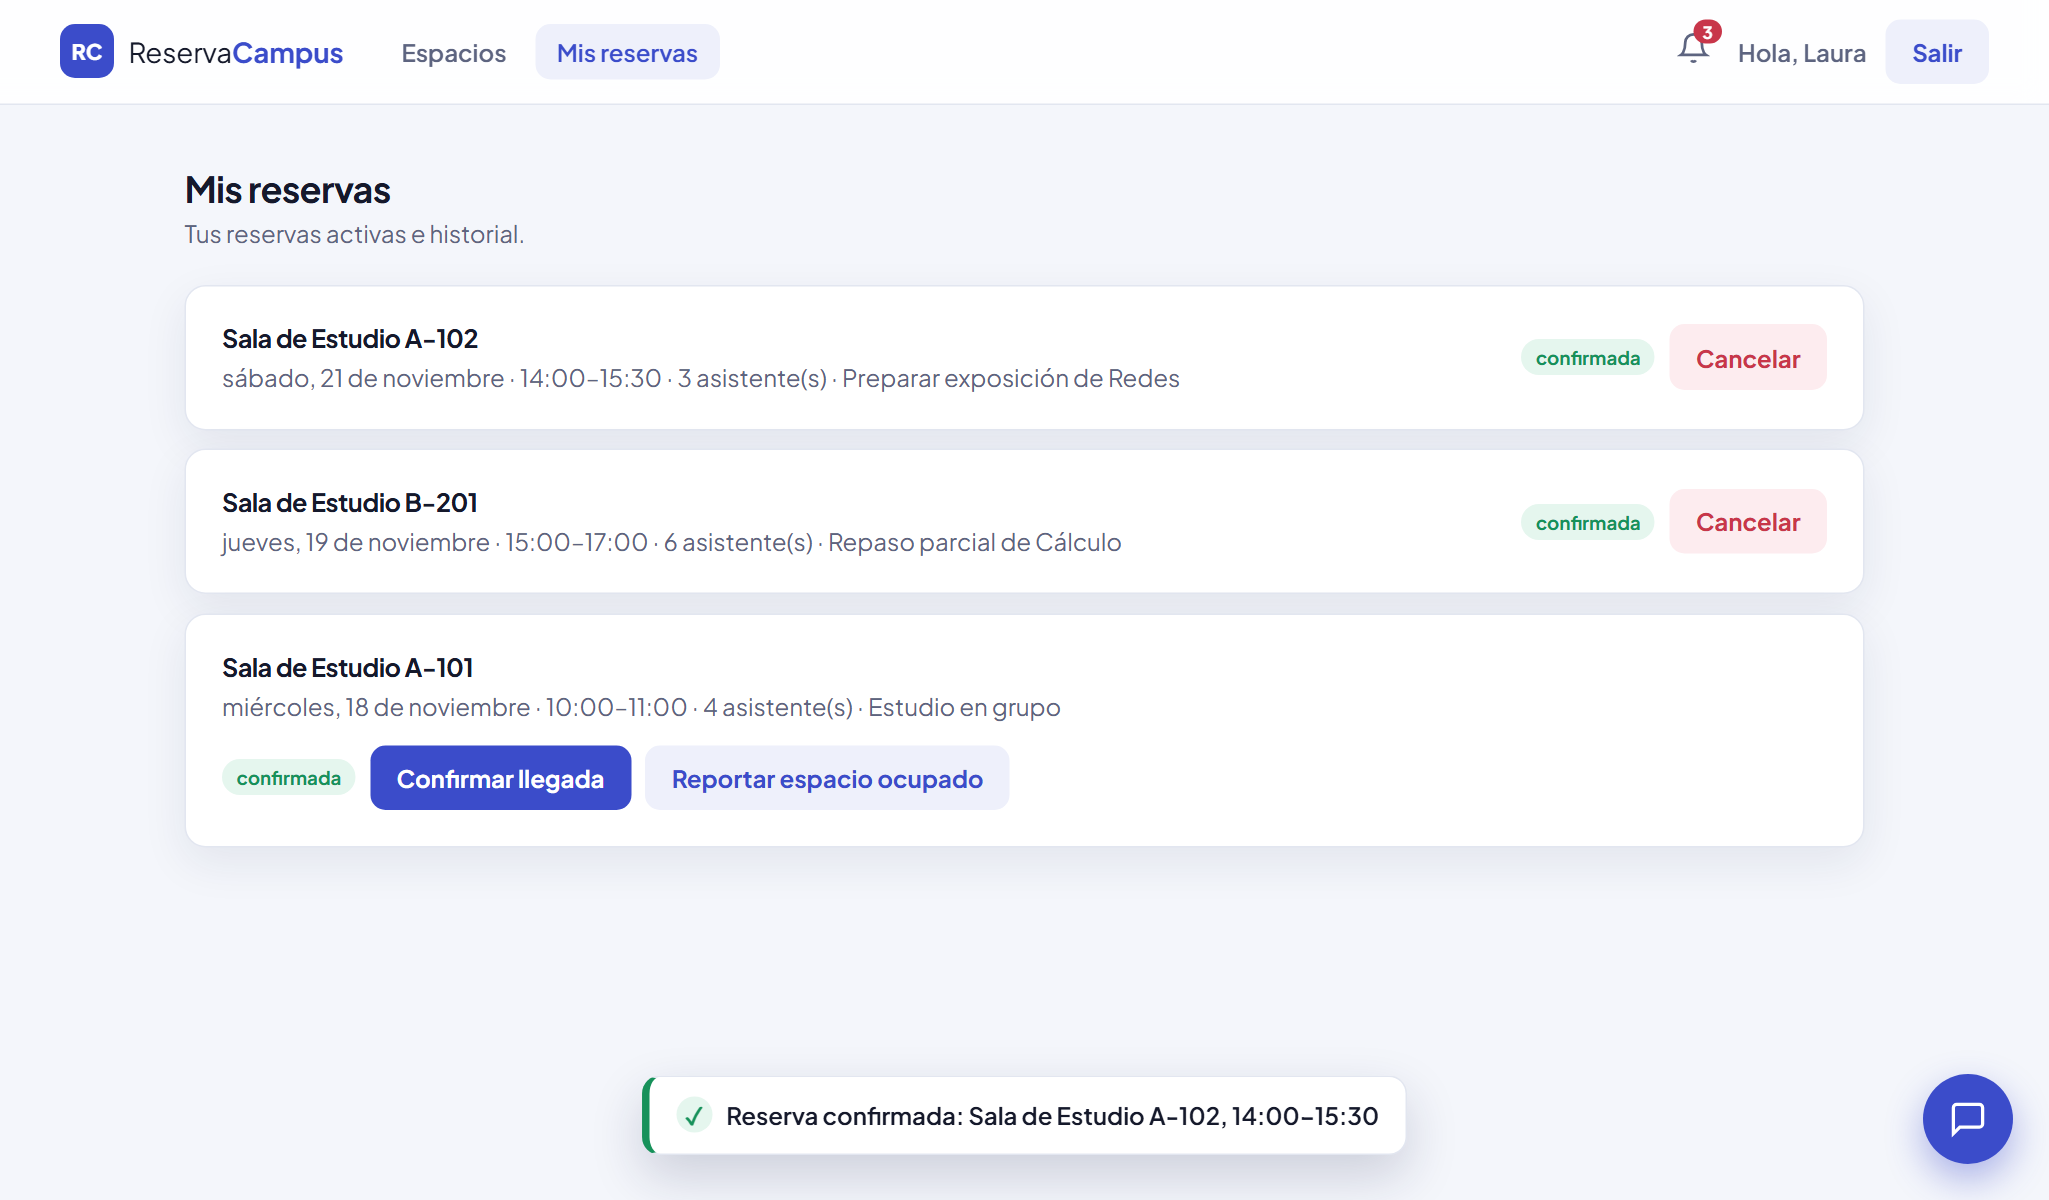 RC ReservaCampus Espacios Mis reservas 3 Hola, Laura Salir
Mis reservas
Tus reservas activas e historial.
Sala de Estudio A-102
sábado, 21 de noviembre · 14:00–15:30 · 3 asistente(s) · Preparar exposición de Redes
confirmada Cancelar
Sala de Estudio B-201
jueves, 19 de noviembre · 15:00–17:00 · 6 asistente(s) · Repaso parcial de Cálculo
confirmada Cancelar
Sala de Estudio A-101
miércoles, 18 de noviembre · 10:00–11:00 · 4 asistente(s) · Estudio en grupo
confirmada Confirmar llegada Reportar espacio ocupado
✓ Reserva confirmada: Sala de Estudio A-102, 14:00–15:30